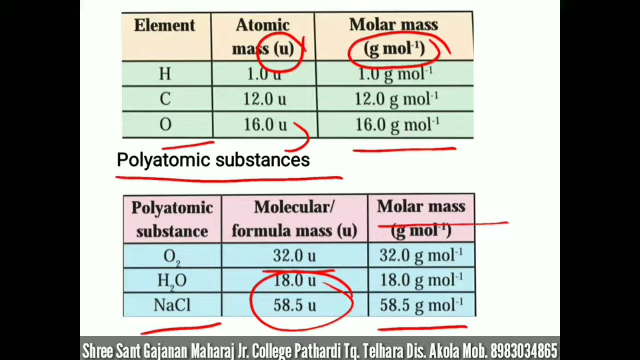 Element Atomic mass (u) Molar mass (g mol⁻¹)
H 1.0 u 1.0 g mol⁻¹
C 12.0 u 12.0 g mol⁻¹
O 16.0 u 16.0 g mol⁻¹
Polyatomic substances
Polyatomic substance Molecular/ formula mass (u) Molar mass (g mol⁻¹)
O₂ 32.0 u 32.0 g mol⁻¹
H₂O 18.0 u 18.0 g mol⁻¹
NaCl 58.5 u 58.5 g mol⁻¹
Shree Sant Gajanan Maharaj Jr. College Pathardi Tq. Telhara Dis. Akola Mob. 8983034865